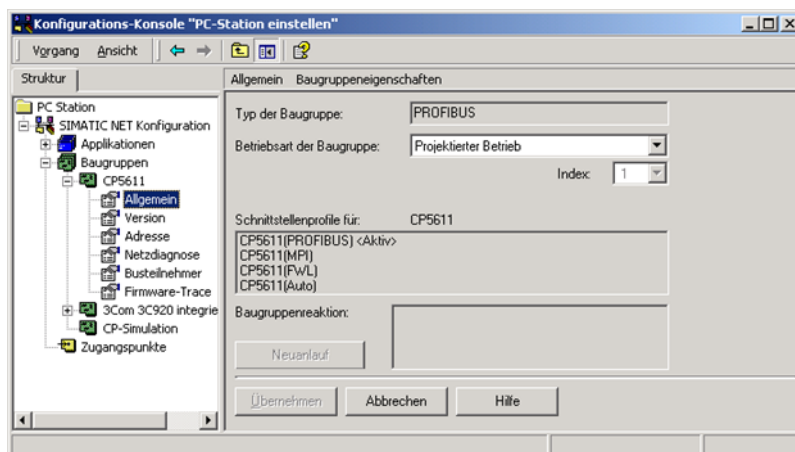 Konfigurations-Konsole "PC-Station einstellen"
Vorgang Ansicht
Struktur
Allgemein Baugruppeneigenschaften
PC Station
SIMATIC NET Konfiguration
Applikationen
Baugruppen
CP5611
Allgemein
Version
Adresse
Netzdiagnose
Busteilnehmer
Firmware-Trace
3Com 3C920 integrie
CP-Simulation
Zugangspunkte
Typ der Baugruppe: PROFIBUS
Betriebsart der Baugruppe: Projektierter Betrieb
Index: 1
Schnittstellenprofile für: CP5611
CP5611(PROFIBUS) <Aktiv>
CP5611(MPI)
CP5611(FWL)
CP5611(Auto)
Baugruppenreaktion:
Neuanlauf
Übernehmen Abbrechen Hilfe